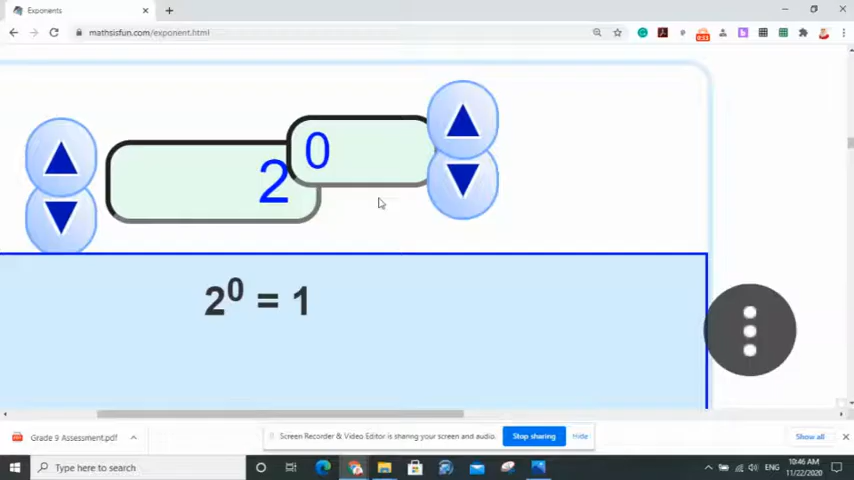 Exponents
mathsisfun.com/exponent.html
0:13
2 0
2⁰ = 1
Grade 9 Assessment.pdf
Screen Recorder & Video Editor is sharing your screen and audio.
Stop sharing
Hide
Show all
Type here to search
ENG
10:46 AM
11/22/2020